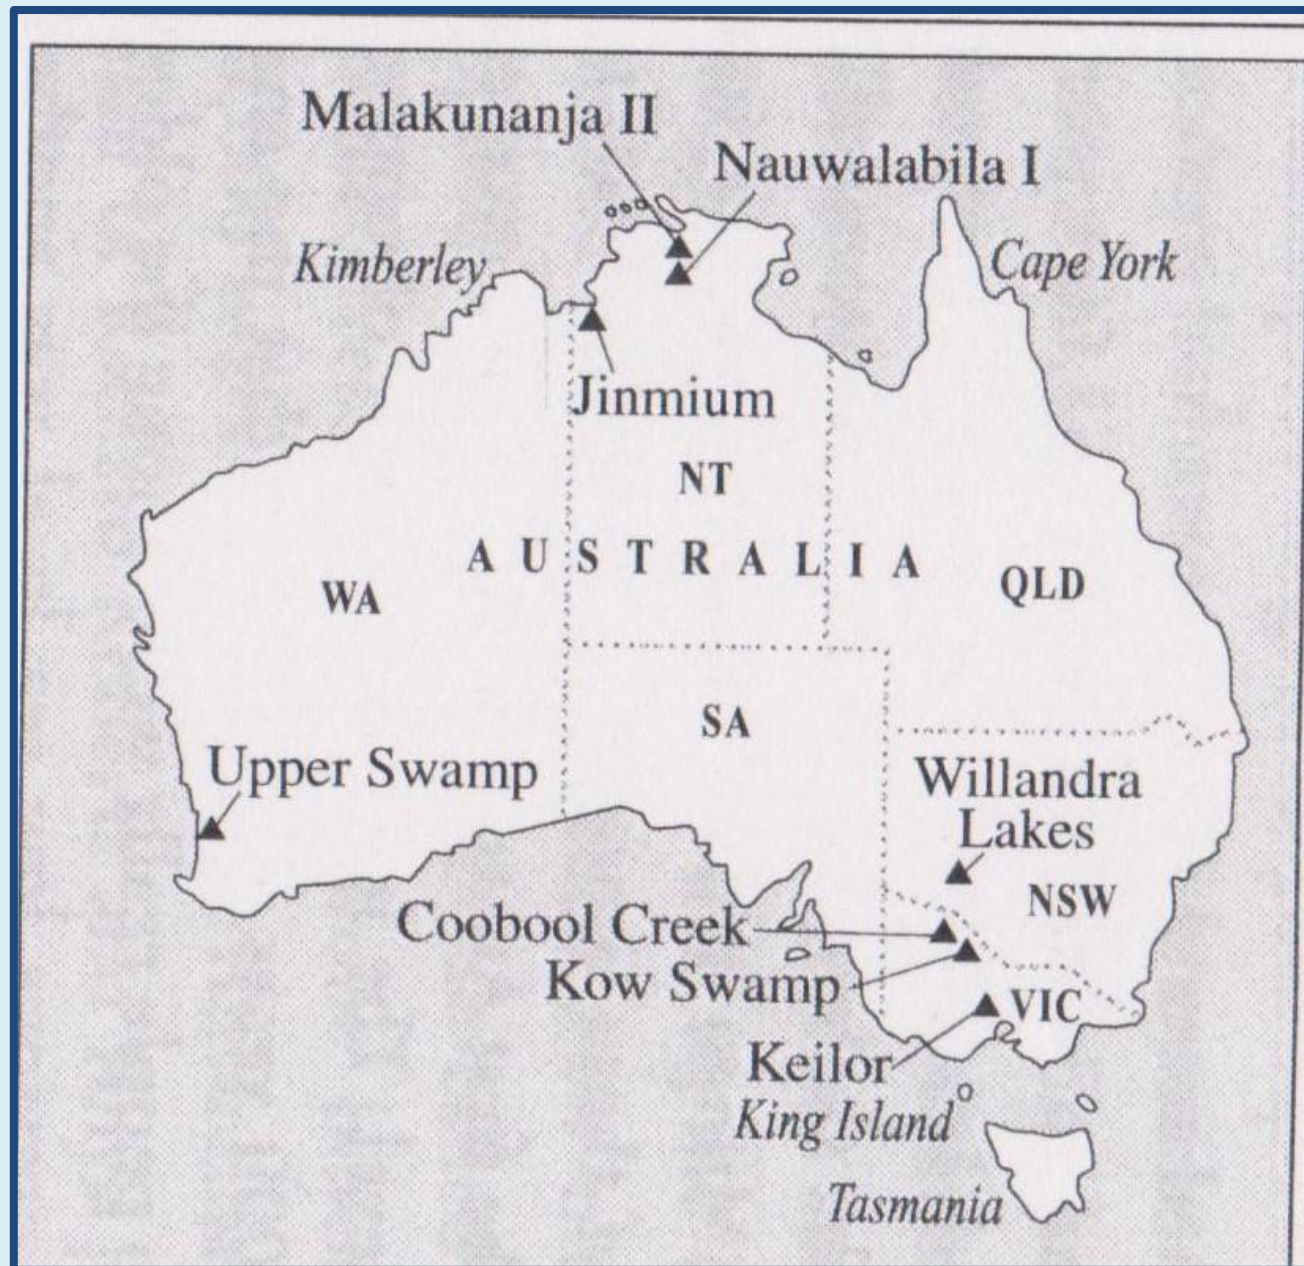 Malakunanja II
Nauwalabila I
Kimberley
Cape York
Jinmium
NT
AUSTRALIA
WA
QLD
SA
Upper Swamp
Willandra
Lakes
NSW
Coobool Creek
Kow Swamp
VIC
Keilor
King Island
Tasmania